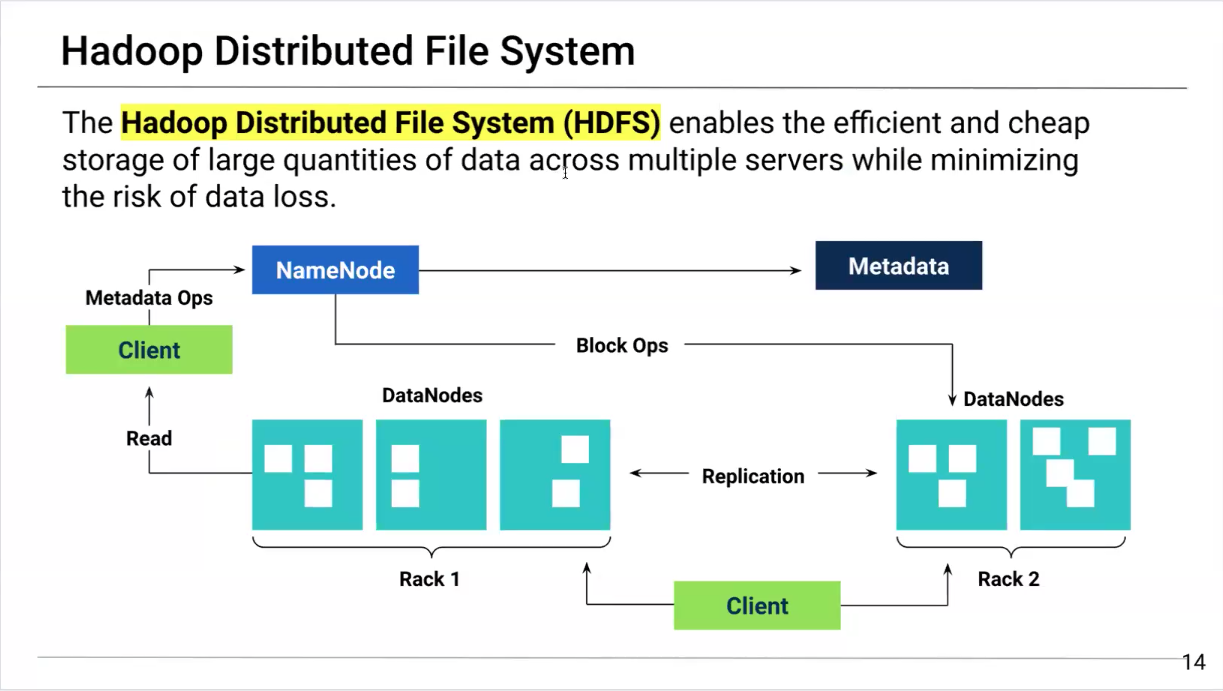 Hadoop Distributed File System
The Hadoop Distributed File System (HDFS) enables the efficient and cheap
storage of large quantities of data across multiple servers while minimizing
the risk of data loss.
NameNode
Metadata
Metadata Ops
Client
Block Ops
DataNodes
DataNodes
Read
Replication
Rack 1
Rack 2
Client
14